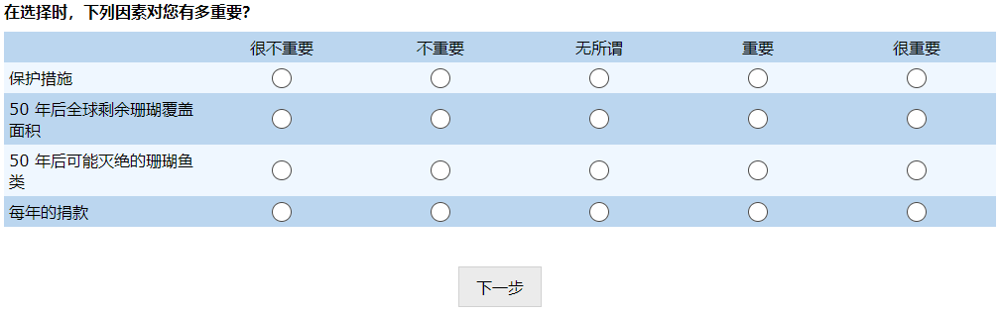 在选择时，下列因素对您有多重要？
很不重要 不重要 无所谓 重要 很重要
保护措施
50 年后全球剩余珊瑚覆盖
面积
50 年后可能灭绝的珊瑚鱼
类
每年的捐款
下一步